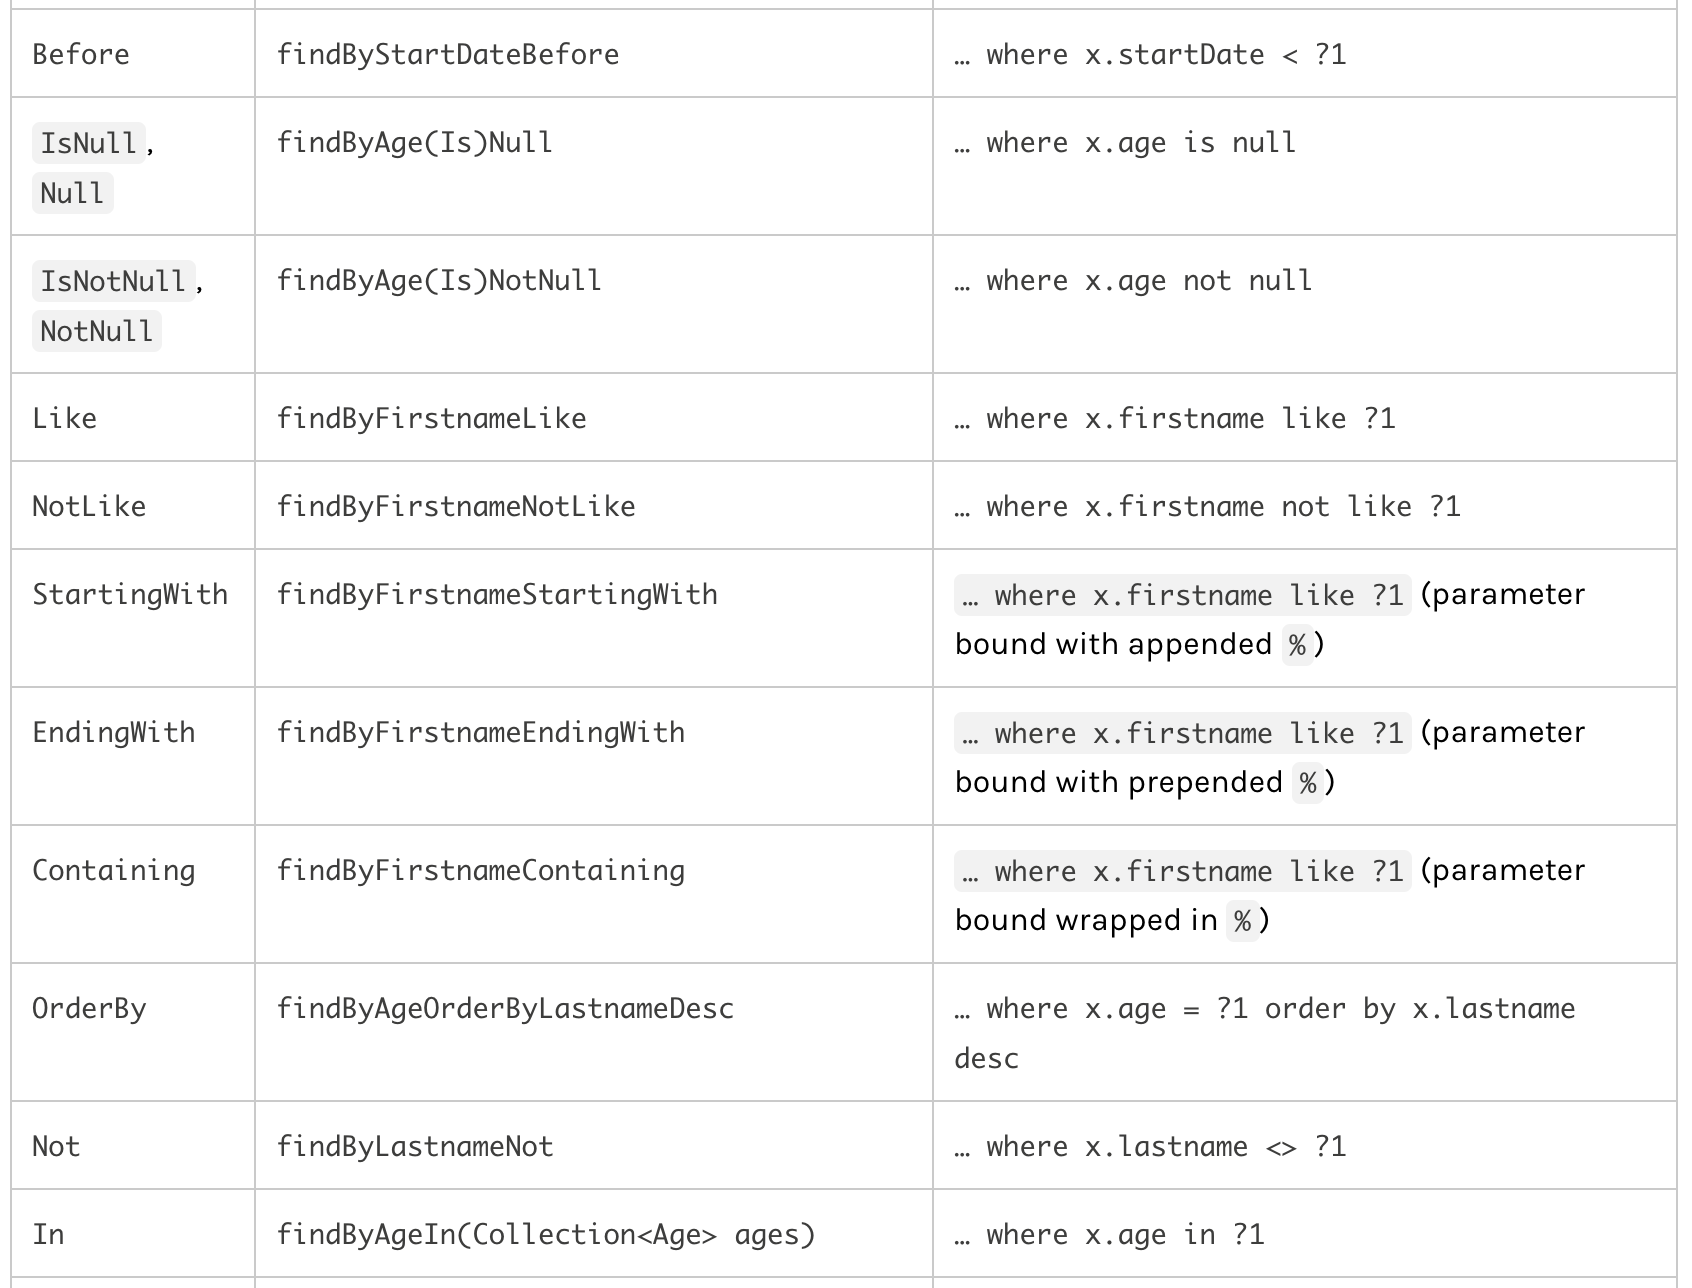 Before findByStartDateBefore … where x.startDate < ?1
IsNull, findByAge(Is)Null … where x.age is null
Null
IsNotNull, findByAge(Is)NotNull … where x.age not null
NotNull
Like findByFirstnameLike … where x.firstname like ?1
NotLike findByFirstnameNotLike … where x.firstname not like ?1
StartingWith findByFirstnameStartingWith … where x.firstname like ?1 (parameter
bound with appended %)
EndingWith findByFirstnameEndingWith … where x.firstname like ?1 (parameter
bound with prepended %)
Containing findByFirstnameContaining … where x.firstname like ?1 (parameter
bound wrapped in %)
OrderBy findByAgeOrderByLastnameDesc … where x.age = ?1 order by x.lastname
desc
Not findByLastnameNot … where x.lastname <> ?1
In findByAgeIn(Collection<Age> ages) … where x.age in ?1